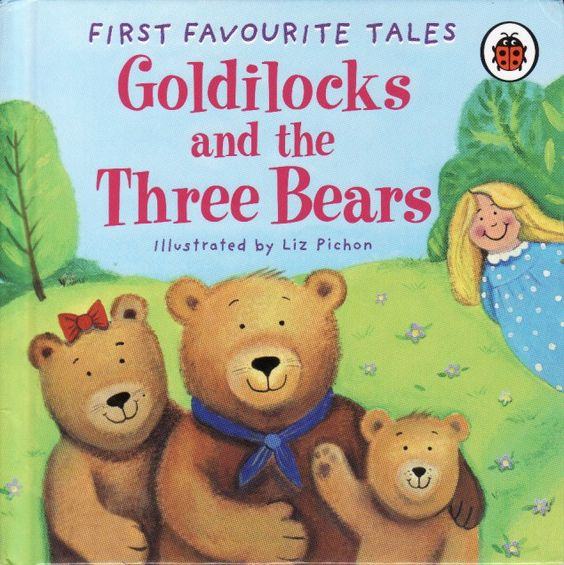 FIRST FAVOURITE TALES
Goldilocks
and the
Three Bears
Illustrated by Liz Pichon